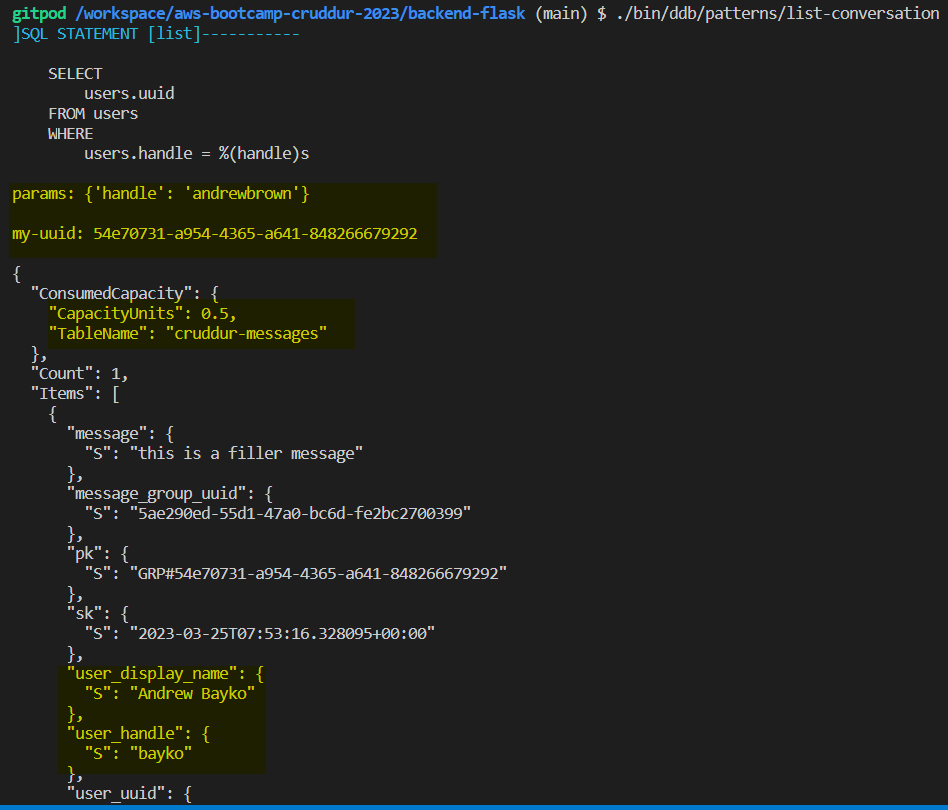 gitpod /workspace/aws-bootcamp-cruddur-2023/backend-flask (main) $ ./bin/ddb/patterns/list-conversation
]SQL STATEMENT [list]-----------
SELECT
users.uuid
FROM users
WHERE
users.handle = %(handle)s
params: {'handle': 'andrewbrown'}
my-uuid: 54e70731-a954-4365-a641-848266679292
{
"ConsumedCapacity": {
"CapacityUnits": 0.5,
"TableName": "cruddur-messages"
},
"Count": 1,
"Items": [
{
"message": {
"S": "this is a filler message"
},
"message_group_uuid": {
"S": "5ae290ed-55d1-47a0-bc6d-fe2bc2700399"
},
"pk": {
"S": "GRP#54e70731-a954-4365-a641-848266679292"
},
"sk": {
"S": "2023-03-25T07:53:16.328095+00:00"
},
"user_display_name": {
"S": "Andrew Bayko"
},
"user_handle": {
"S": "bayko"
},
"user_uuid": {